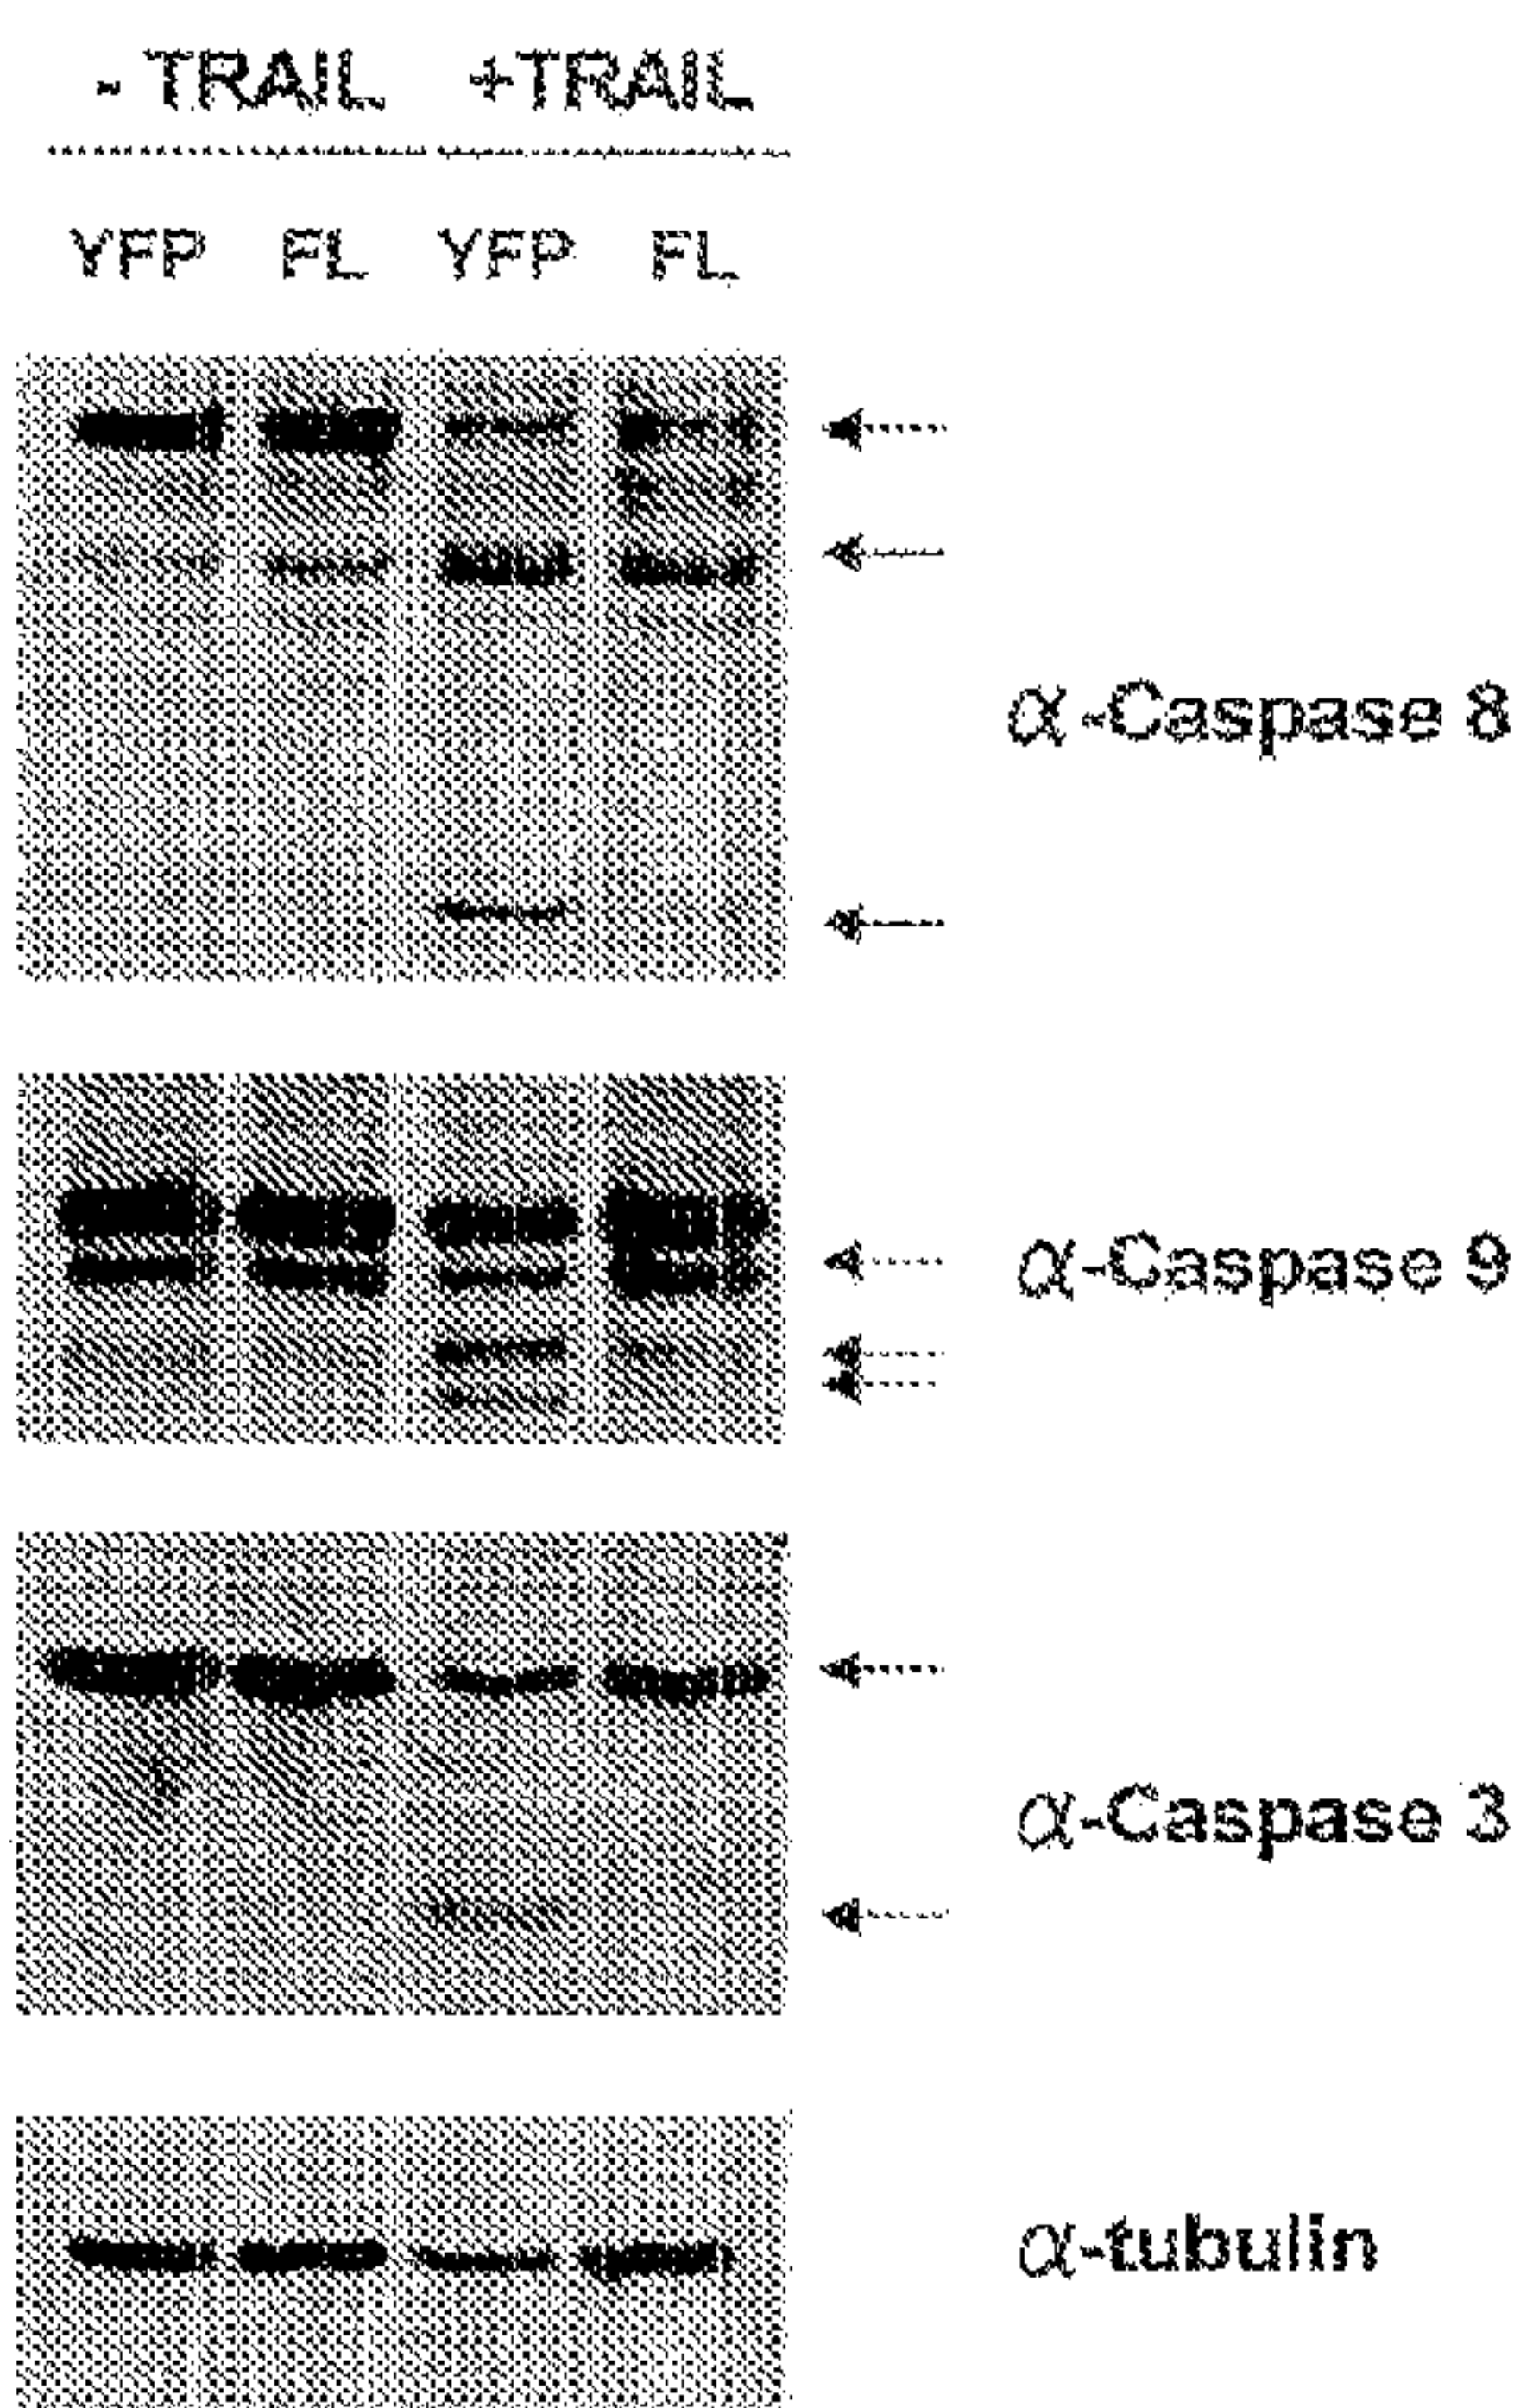 - TRAIL +TRAIL
YFP FL YFP FL
α-Caspase 8
α-Caspase 9
α-Caspase 3
α-tubulin